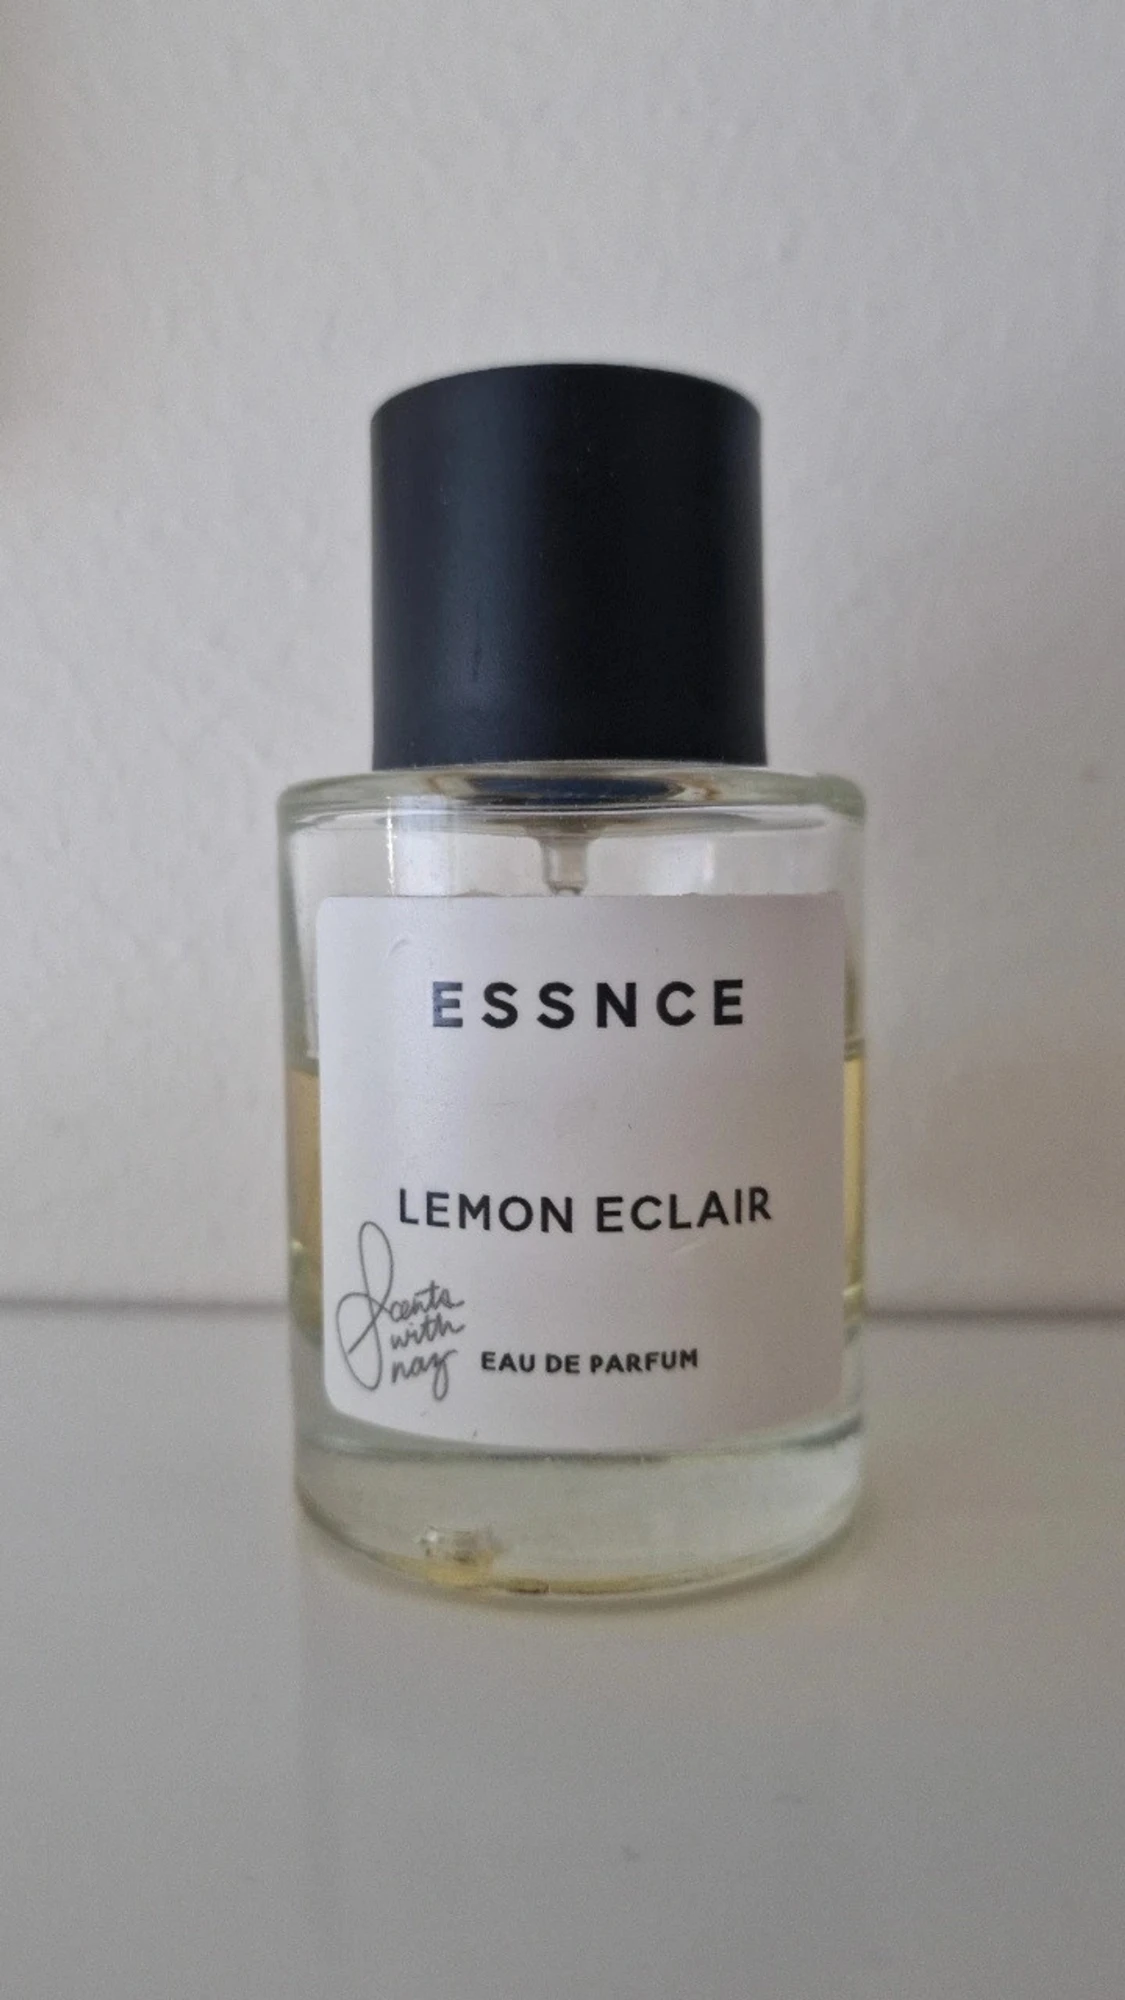 ESSNCE
LEMON ECLAIR
Scents
with
naz
EAU DE PARFUM